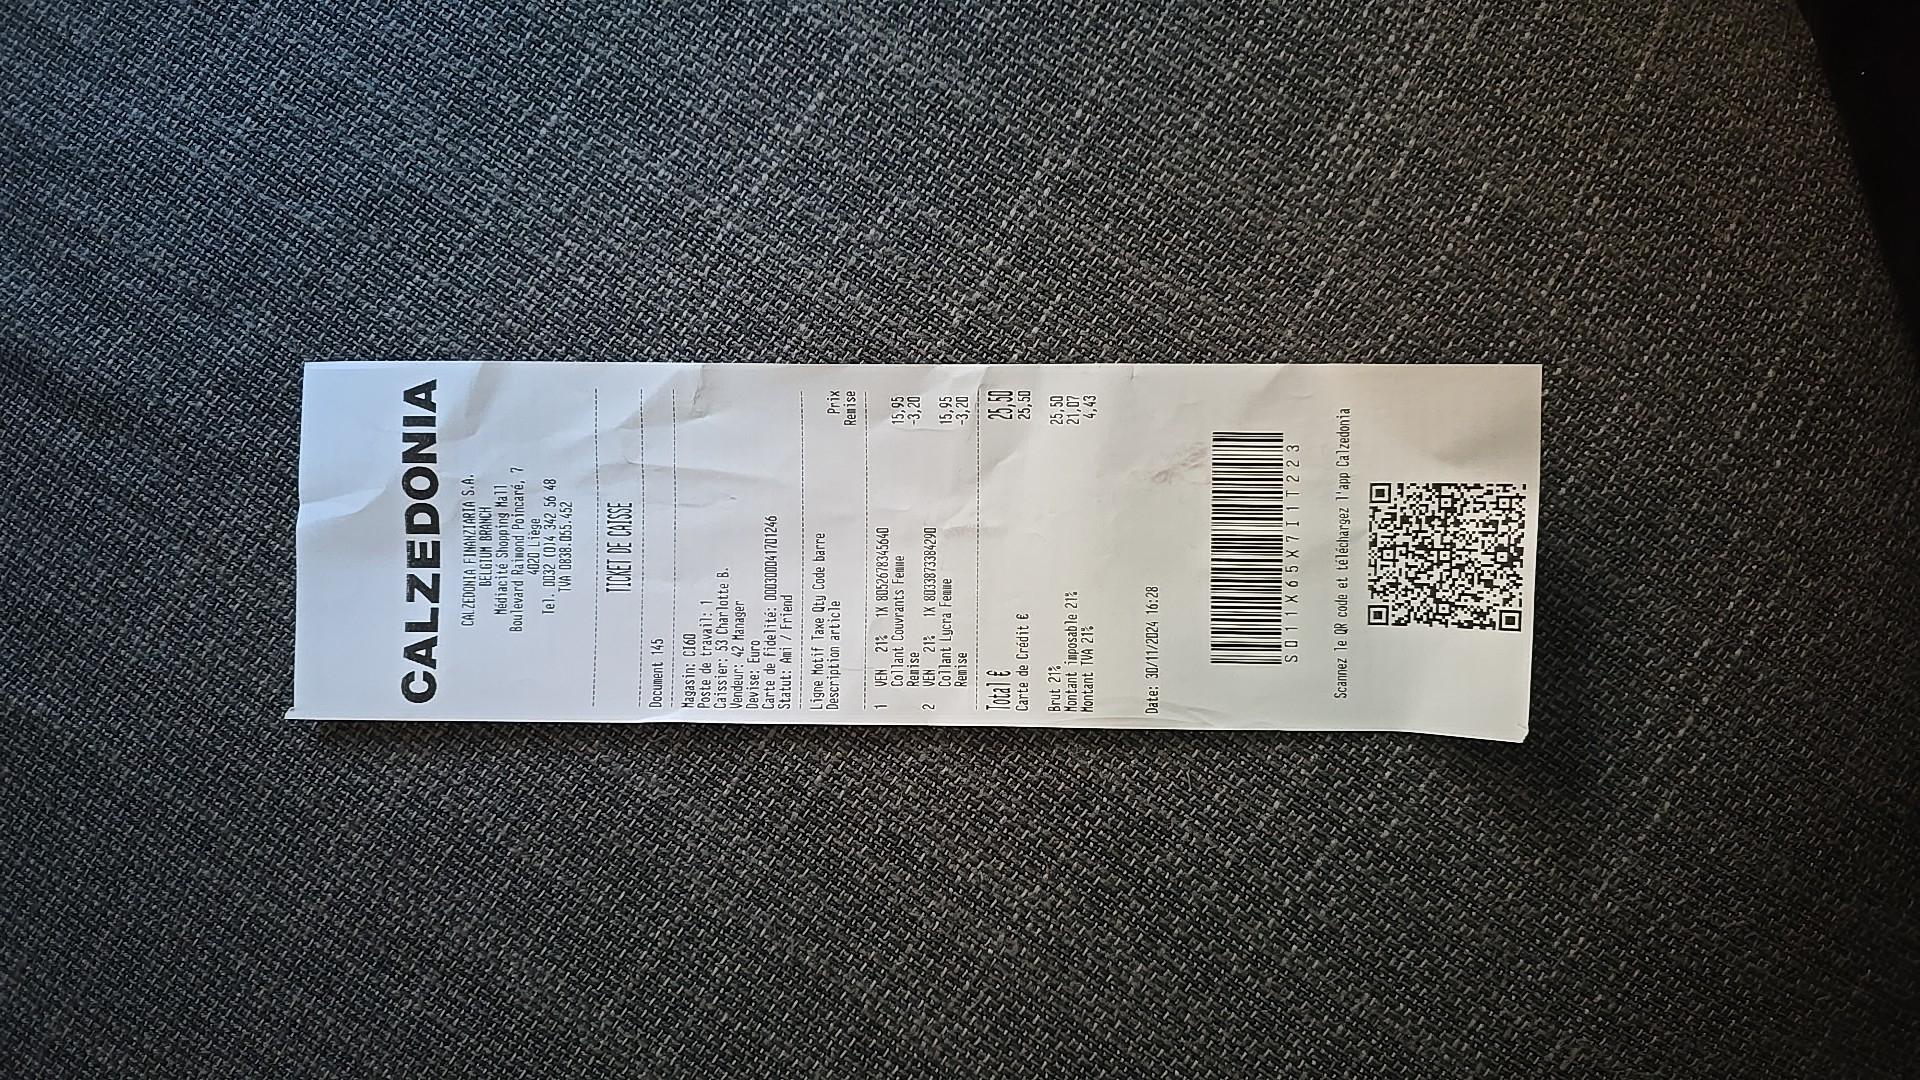 CALZEDONIA
CALZEDONIA FINANZIARIA S.A.
BELGIUM BRANCH
Médiacité Shopping Mall
Boulevard Raimond Poincaré, 7
4020 Liège
Tel. 0032 (0)4 342 56 48
TVA 0838.055.452
TICKET DE CAISSE
Document 145
Magasin: CI60
Poste de travail: 1
Caissier: 53 Charlotte B.
Vendeur: 42 Manager
Devise: Euro
Carte de Fidelité: 0003000041701246
Statut: Ami / Friend
Ligne Motif Taxe Qty Code barre Prix
Description article Remise
1 VEN 21% 1X 8052678345640
Collant Couvrants Femme 15,95
Remise -3,20
2 VEN 21% 1X 8033873384290
Collant Lycra Femme 15,95
Remise -3,20
Total € 25,50
Carte de Crédit € 25,50
Brut 21% 25,50
Montant imposable 21% 21,07
Montant TVA 21% 4,43
Date: 30/11/2024 16:28
S011X65X7I1T223
Scannez le QR code et téléchargez l'app Calzedonia